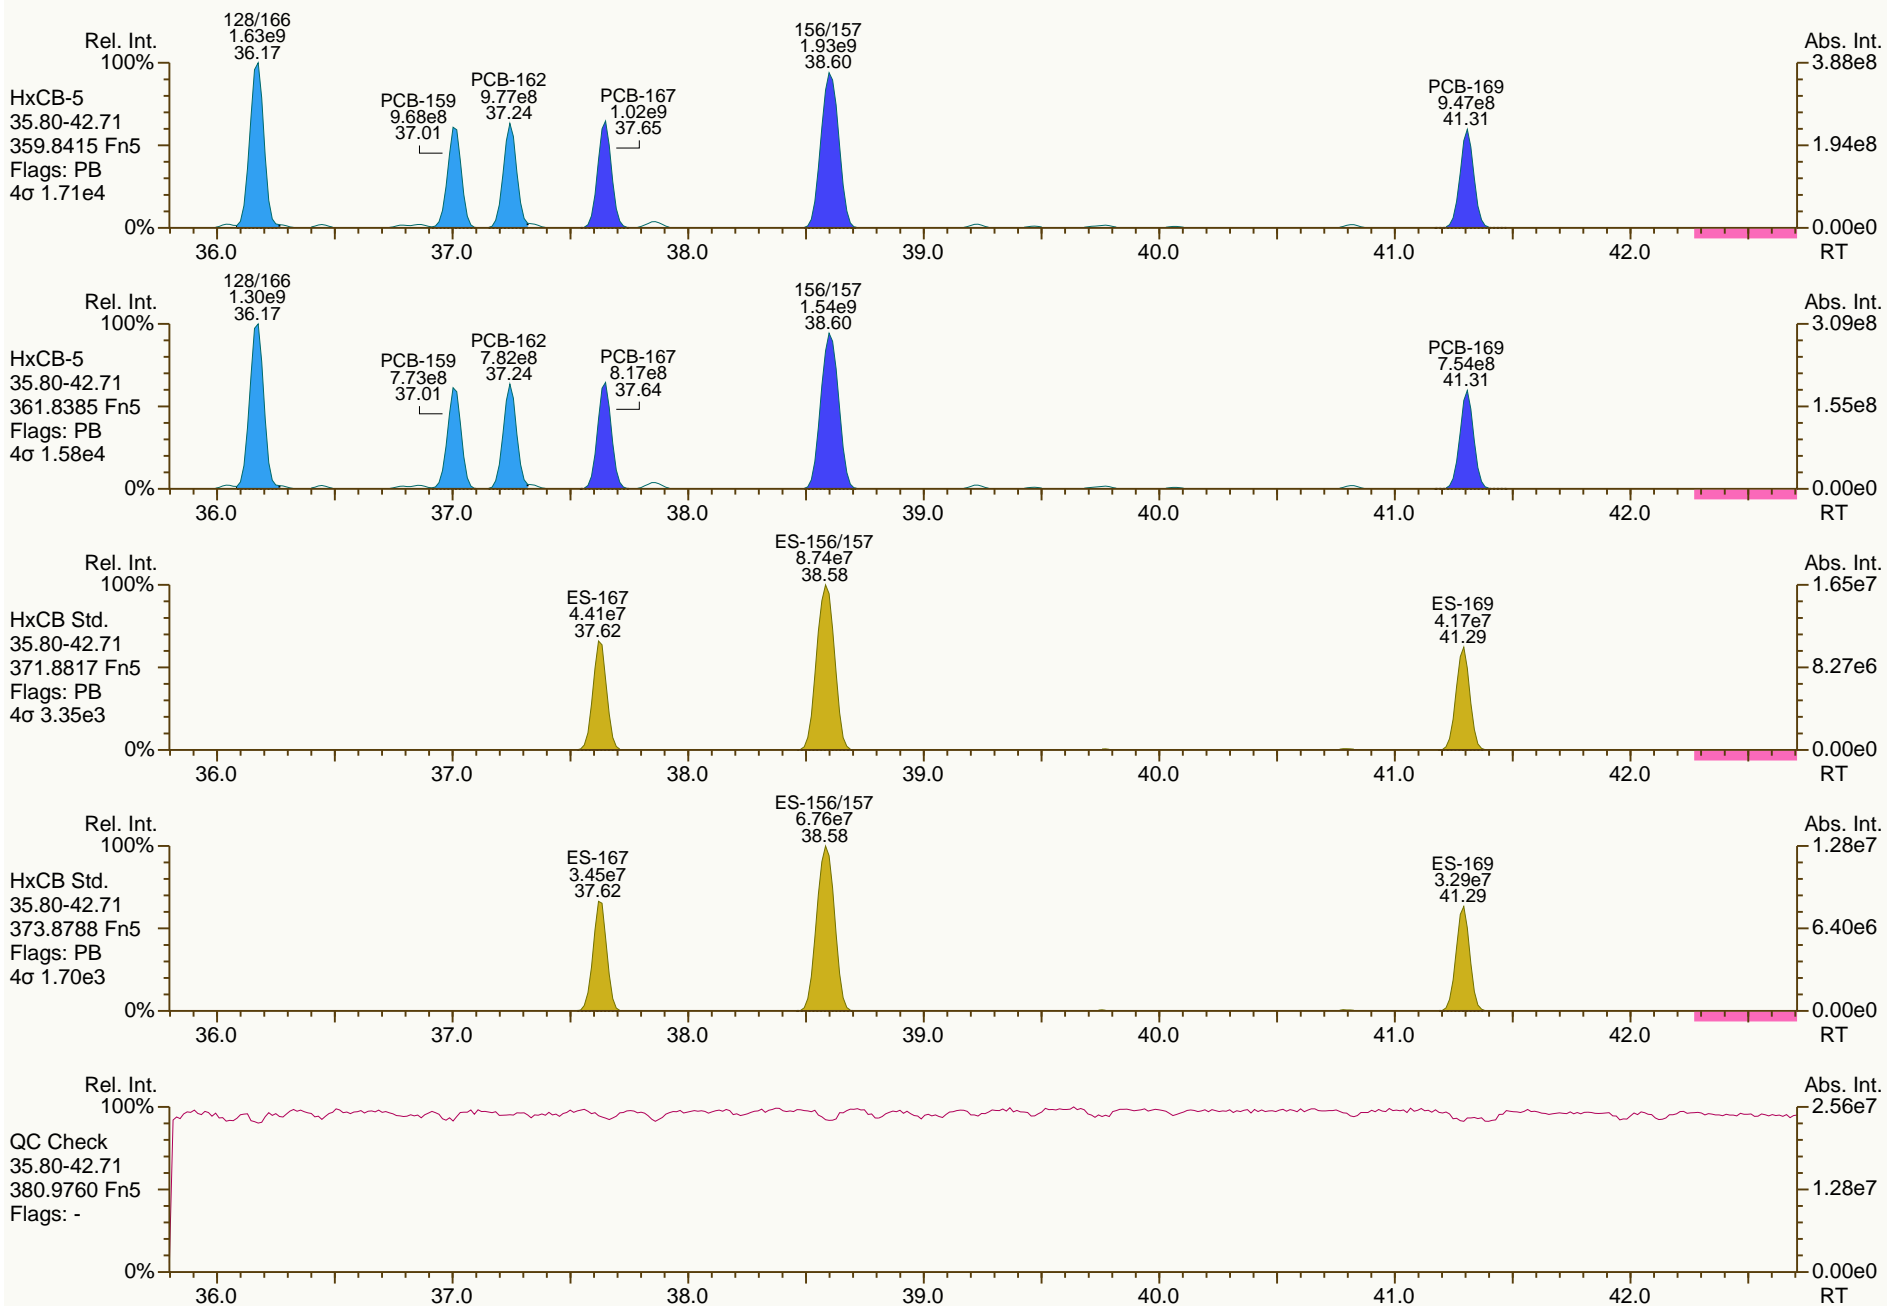 128/166
1.63e9
36.17
156/157
1.93e9
38.60
Rel. Int.
Abs. Int.
100%
3.88e8
PCB-162
9.77e8
37.24
PCB-159
9.68e8
37.01
PCB-167
1.02e9
37.65
PCB-169
9.47e8
41.31
HxCB-5
35.80-42.71
359.8415 Fn5
Flags: PB
4σ 1.71e4
1.94e8
0%
0.00e0
36.0 37.0 38.0 39.0 40.0 41.0 42.0 RT
128/166
1.30e9
36.17
156/157
1.54e9
38.60
Rel. Int.
Abs. Int.
100%
3.09e8
PCB-162
7.82e8
37.24
PCB-159
7.73e8
37.01
PCB-167
8.17e8
37.64
PCB-169
7.54e8
41.31
HxCB-5
35.80-42.71
361.8385 Fn5
Flags: PB
4σ 1.58e4
1.55e8
0%
0.00e0
36.0 37.0 38.0 39.0 40.0 41.0 42.0 RT
ES-156/157
8.74e7
38.58
Rel. Int.
Abs. Int.
100%
1.65e7
ES-167
4.41e7
37.62
ES-169
4.17e7
41.29
HxCB Std.
35.80-42.71
371.8817 Fn5
Flags: PB
4σ 3.35e3
8.27e6
0%
0.00e0
36.0 37.0 38.0 39.0 40.0 41.0 42.0 RT
ES-156/157
6.76e7
38.58
Rel. Int.
Abs. Int.
100%
1.28e7
ES-167
3.45e7
37.62
ES-169
3.29e7
41.29
HxCB Std.
35.80-42.71
373.8788 Fn5
Flags: PB
4σ 1.70e3
6.40e6
0%
0.00e0
36.0 37.0 38.0 39.0 40.0 41.0 42.0 RT
Rel. Int.
Abs. Int.
100%
2.56e7
QC Check
35.80-42.71
380.9760 Fn5
Flags: -
1.28e7
0%
0.00e0
36.0 37.0 38.0 39.0 40.0 41.0 42.0 RT